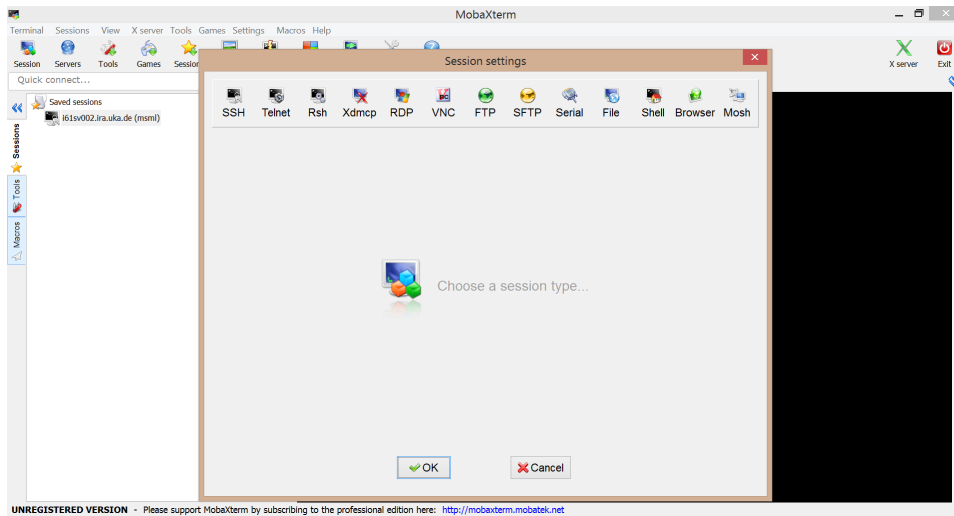 MobaXterm
Terminal Sessions View X server Tools Games Settings Macros Help
Session Servers Tools Games Session X server Exit
Quick connect...
Session settings
Saved sessions
i61sv002.ira.uka.de (msml)
Sessions
Tools
Macros
SSH Telnet Rsh Xdmcp RDP VNC FTP SFTP Serial File Shell Browser Mosh
Choose a session type...
OK Cancel
UNREGISTERED VERSION - Please support MobaXterm by subscribing to the professional edition here: http://mobaxterm.mobatek.net